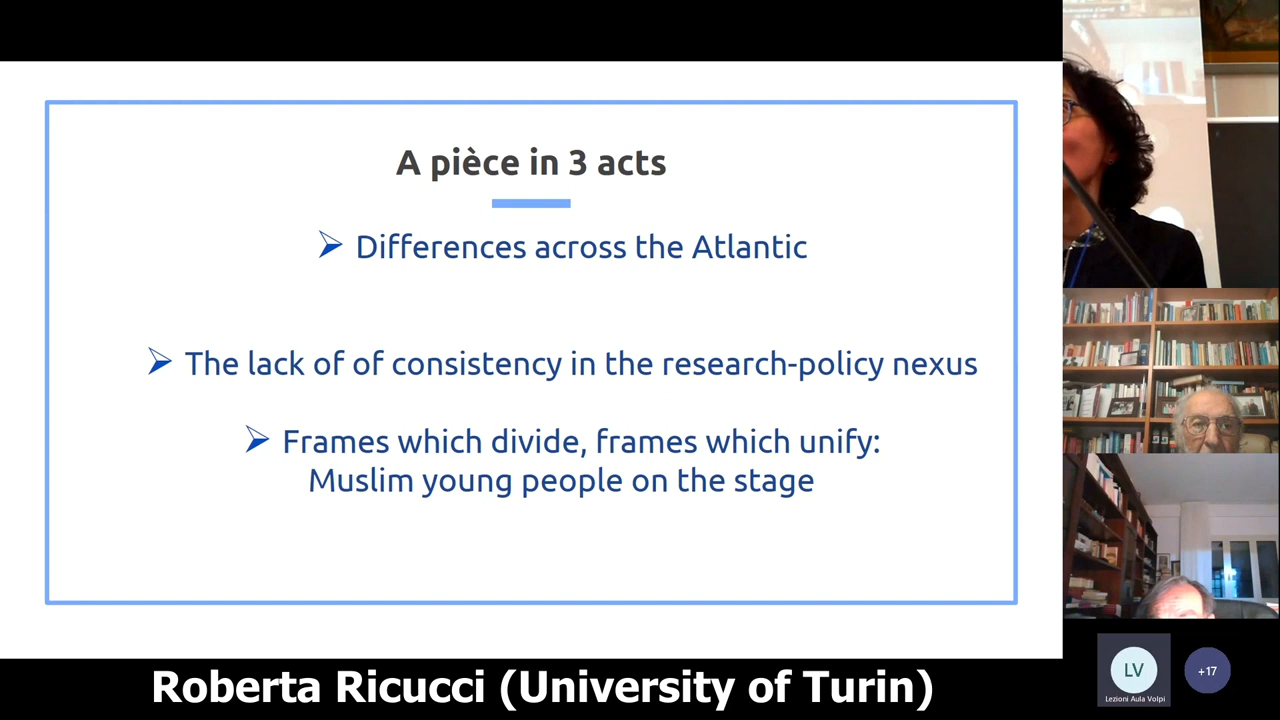 A pièce in 3 acts
Differences across the Atlantic
The lack of of consistency in the research-policy nexus
Frames which divide, frames which unify:
Muslim young people on the stage
Roberta Ricucci (University of Turin)
LV
Lezioni Aula Volpi
+17